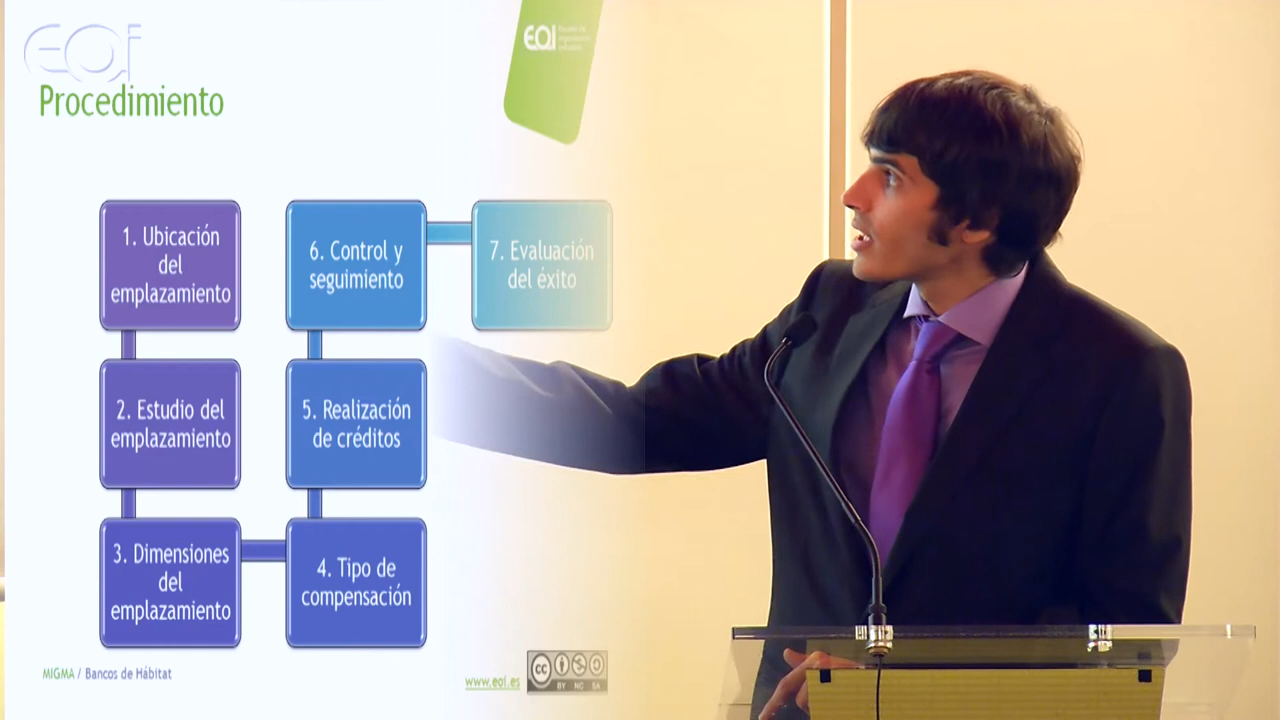 eoi
Procedimiento
EOI
1. Ubicación
del
emplazamiento
2. Estudio del
emplazamiento
3. Dimensiones
del
emplazamiento
4. Tipo de
compensación
5. Realización
de créditos
6. Control y
seguimiento
7. Evaluación
del éxito
MIGMA / Bancos de Hábitat
www.eoi.es
cc
BY NC SA